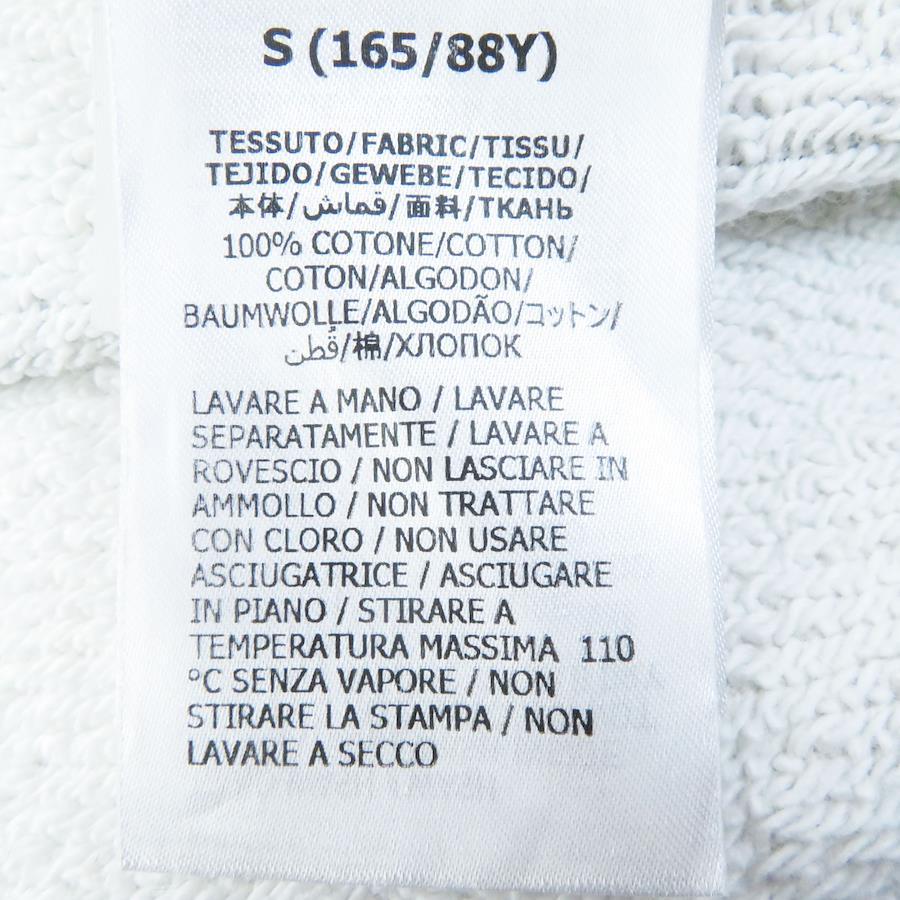 S (165/88Y)
TESSUTO/FABRIC/TISSU/
TEJIDO/GEWEBE/TECIDO/
本体/قماش/面料/ТКАНЬ
100% COTONE/COTTON/
COTON/ALGODON/
BAUMWOLLE/ALGODÃO/コットン/
قطن/棉/ХЛОПОК
LAVARE A MANO / LAVARE
SEPARATAMENTE / LAVARE A
ROVESCIO / NON LASCIARE IN
AMMOLLO / NON TRATTARE
CON CLORO / NON USARE
ASCIUGATRICE / ASCIUGARE
IN PIANO / STIRARE A
TEMPERATURA MASSIMA 110
°C SENZA VAPORE / NON
STIRARE LA STAMPA / NON
LAVARE A SECCO